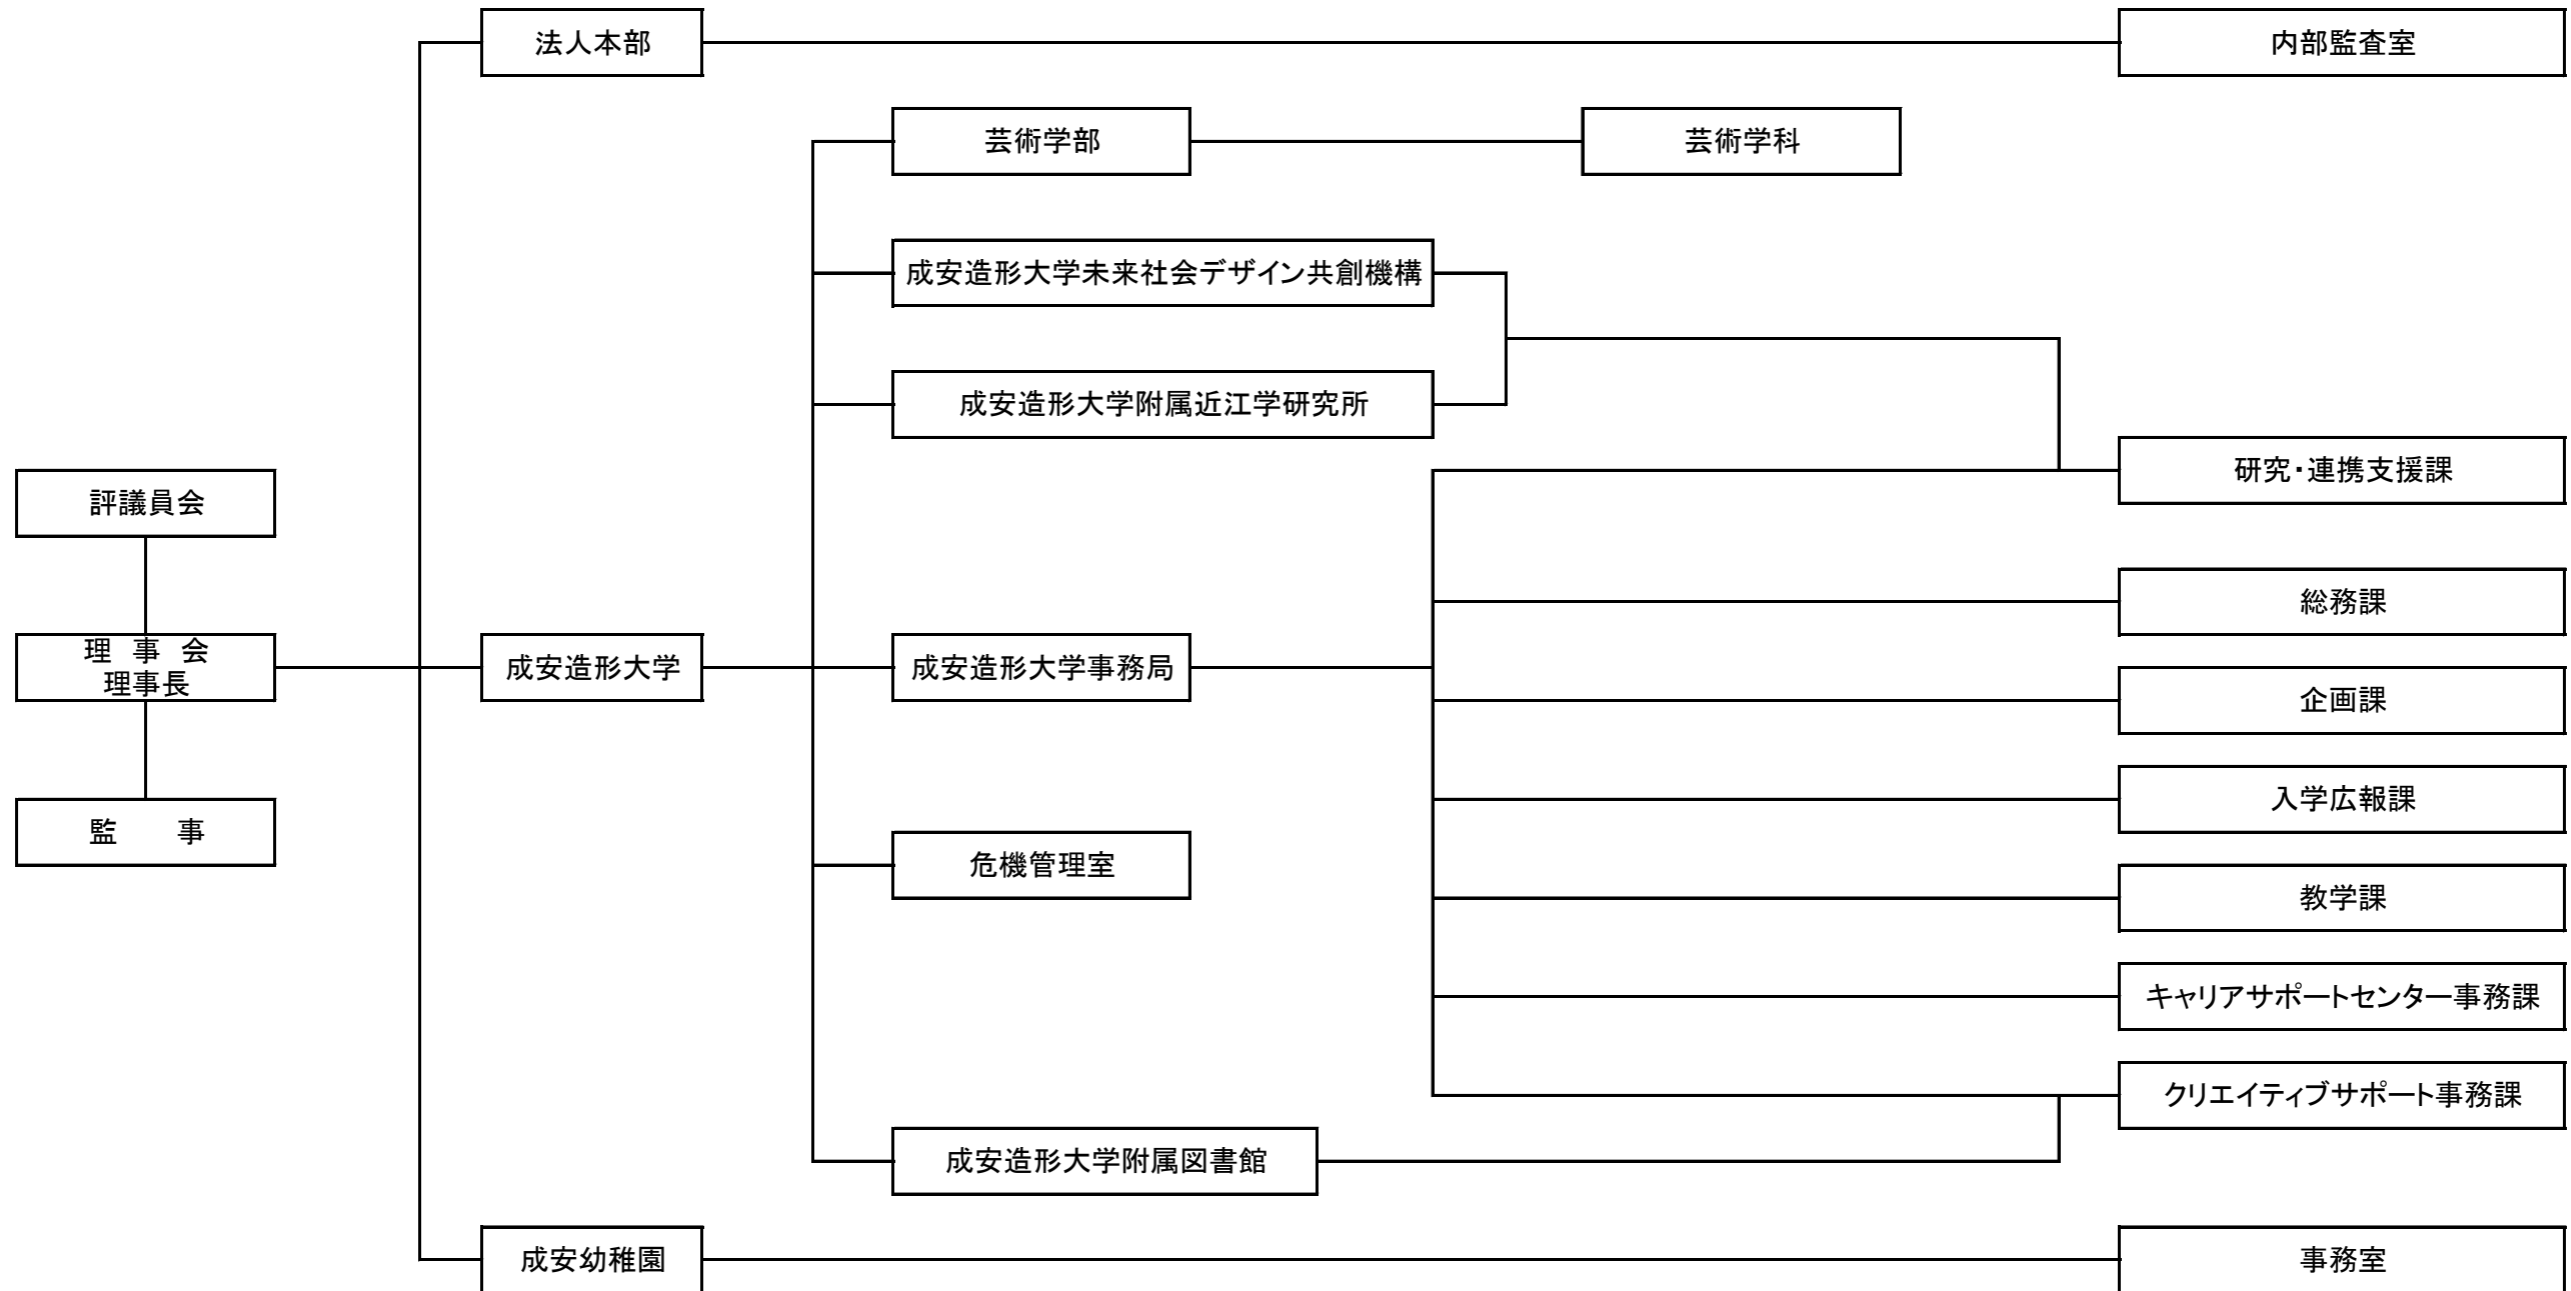 法人本部
内部監査室
芸術学部
芸術学科
成安造形大学未来社会デザイン共創機構
成安造形大学附属近江学研究所
研究・連携支援課
評議員会
総務課
理 事 会
理事長
成安造形大学
成安造形大学事務局
企画課
入学広報課
監 事
危機管理室
教学課
キャリアサポートセンター事務課
クリエイティブサポート事務課
成安造形大学附属図書館
成安幼稚園
事務室